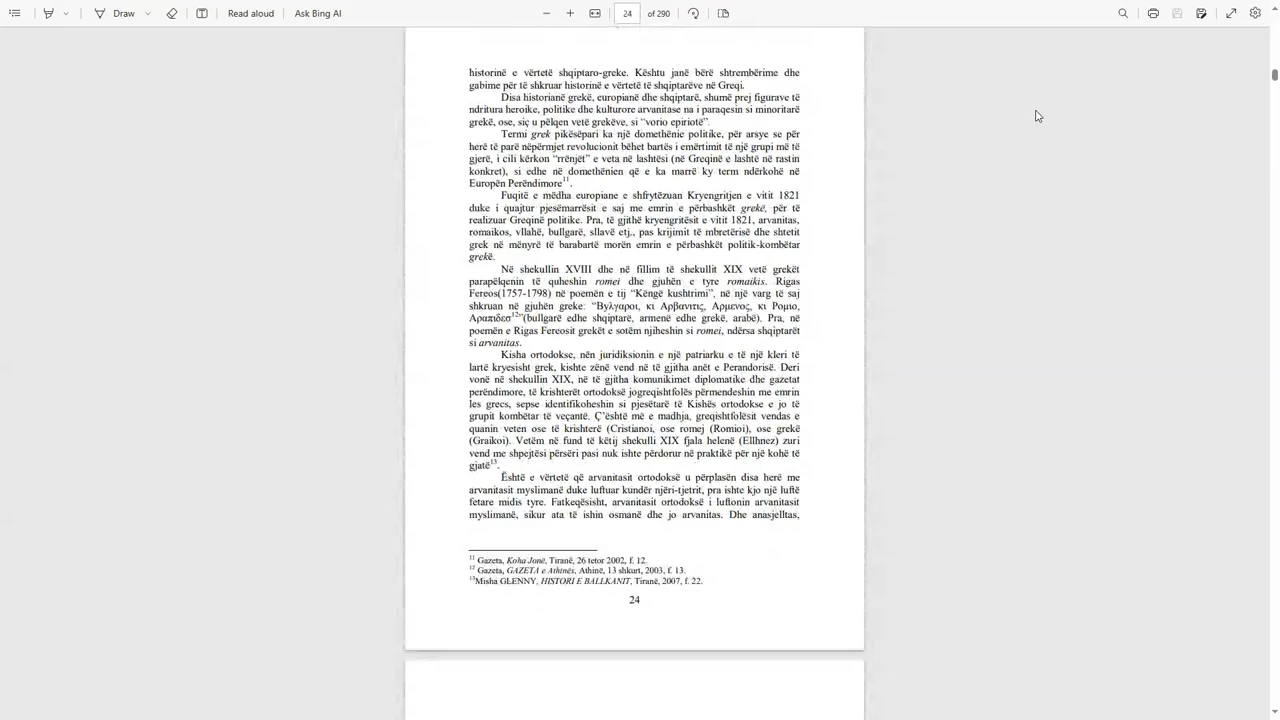 Draw
Read aloud
Ask Bing AI
24
of 290
historinë e vërtetë shqiptaro-greke. Kështu janë bërë shtrembërime dhe
gabime për të shkruar historinë e vërtetë të shqiptarëve në Greqi.
Disa historianë grekë, europianë dhe shqiptarë, shumë prej figurave të
ndritura heroike, politike dhe kulturore arvanitase na i paraqesin si minoritarë
grekë, ose, siç u pëlqen vetë grekëve, si “vorio epiriotë”.
Termi grek pikësëpari ka një domethënie politike, për arsye se për
herë të parë nëpërmjet revolucionit bëhet bartës i emërtimit të një grupi më të
gjerë, i cili kërkon “rrënjët” e veta në lashtësi (në Greqinë e lashtë në rastin
konkret), si edhe në domethënien që e ka marrë ky term ndërkohë në
Europën Perëndimore11.
Fuqitë e mëdha europiane e shfrytëzuan Kryengritjen e vitit 1821
duke i quajtur pjesëmarrësit e saj me emrin e përbashkët grekë, për të
realizuar Greqinë politike. Pra, të gjithë kryengritësit e vitit 1821, arvanitas,
romaikos, vllahë, bullgarë, sllavë etj., pas krijimit të mbretërisë dhe shtetit
grek në mënyrë të barabartë morën emrin e përbashkët politik-kombëtar
grekë.
Në shekullin XVIII dhe në fillim të shekullit XIX vetë grekët
parapëlqenin të quheshin romei dhe gjuhën e tyre romaikis. Rigas
Fereos(1757-1798) në poemën e tij “Këngë kushtrimi”, në një varg të saj
shkruan në gjuhën greke: “Βγλγαροι, κι Αρβανιτις, Αρμενος, κι Ρομιο,
Αραπιδεσ12”(bullgarë edhe shqiptarë, armenë edhe grekë, arabë). Pra, në
poemën e Rigas Fereosit grekët e sotëm njiheshin si romei, ndërsa shqiptarët
si arvanitas.
Kisha ortodokse, nën juridiksionin e një patriarku e të një kleri të
lartë kryesisht grek, kishte zënë vend në të gjitha anët e Perandorisë. Deri
vonë në shekullin XIX, në të gjitha komunikimet diplomatike dhe gazetat
perëndimore, të krishterët ortodoksë jogreqishtfolës përmendeshin me emrin
les grecs, sepse identifikoheshin si pjesëtarë të Kishës ortodokse e jo të
grupit kombëtar të veçantë. Ç’është më e madhja, greqishtfolësit vendas e
quanin veten ose të krishterë (Cristianoi, ose romej (Romioi), ose grekë
(Graikoi). Vetëm në fund të këtij shekulli XIX fjala helenë (Ellhnez) zuri
vend me shpejtësi përsëri pasi nuk ishte përdorur në praktikë për një kohë të
gjatë13.
Është e vërtetë që arvanitasit ortodoksë u përplasën disa herë me
arvanitasit myslimanë duke luftuar kundër njëri-tjetrit, pra ishte kjo një luftë
fetare midis tyre. Fatkeqësisht, arvanitasit ortodoksë i luftonin arvanitasit
myslimanë, sikur ata të ishin osmanë dhe jo arvanitas. Dhe anasjelltas,
11 Gazeta, Koha Jonë, Tiranë, 26 tetor 2002, f. 12.
12 Gazeta, GAZETA e Athinës, Athinë, 13 shkurt, 2003, f. 13.
13Misha GLENNY, HISTORI E BALLKANIT, Tiranë, 2007, f. 22.
24